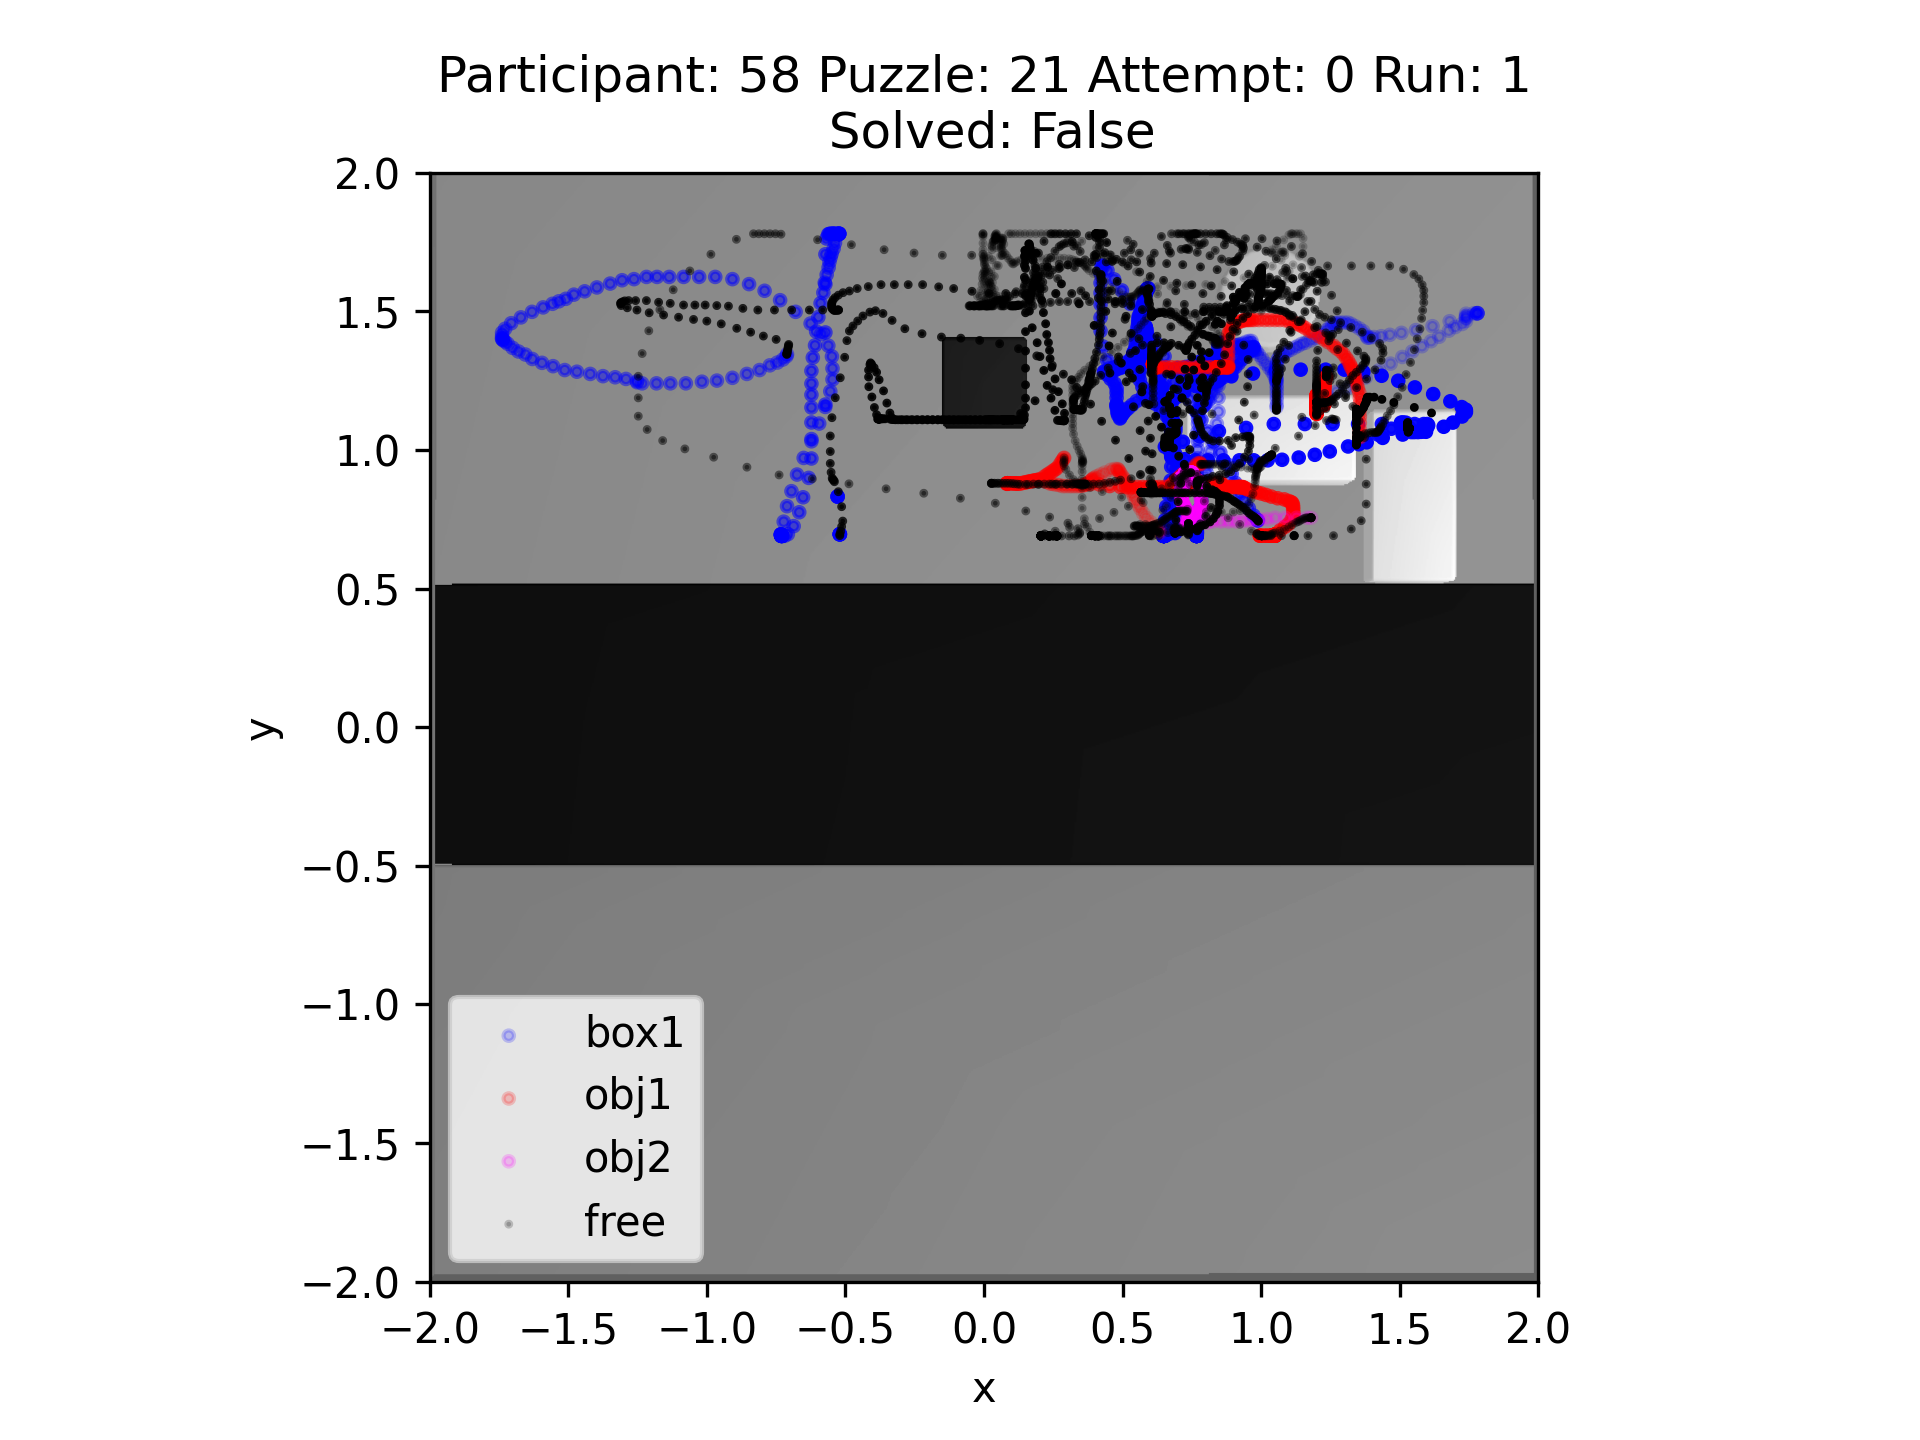 Participant: 58 Puzzle: 21 Attempt: 0 Run: 1
Solved: False
2.0
1.5
1.0
0.5
0.0
−0.5
−1.0
−1.5
−2.0
y
box1
obj1
obj2
free
−2.0 −1.5 −1.0 −0.5 0.0 0.5 1.0 1.5 2.0
x